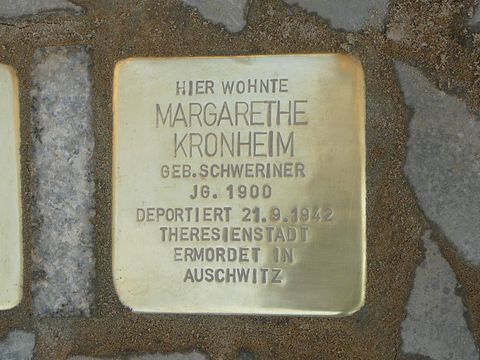 HIER WOHNTE
MARGARETHE
KRONHEIM
GEB. SCHWERINER
JG. 1900
DEPORTIERT 21.9.1942
THERESIENSTADT
ERMORDET IN
AUSCHWITZ